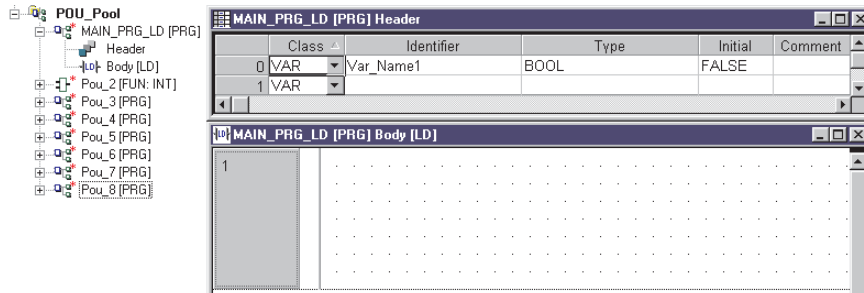 POU_Pool
MAIN_PRG_LD [PRG]
Header
Body [LD]
Pou_2 [FUN: INT]
Pou_3 [PRG]
Pou_4 [PRG]
Pou_5 [PRG]
Pou_6 [PRG]
Pou_7 [PRG]
Pou_8 [PRG]
MAIN_PRG_LD [PRG] Header
Class Identifier Type Initial Comment
0 VAR Var_Name1 BOOL FALSE
1 VAR
MAIN_PRG_LD [PRG] Body [LD]
1